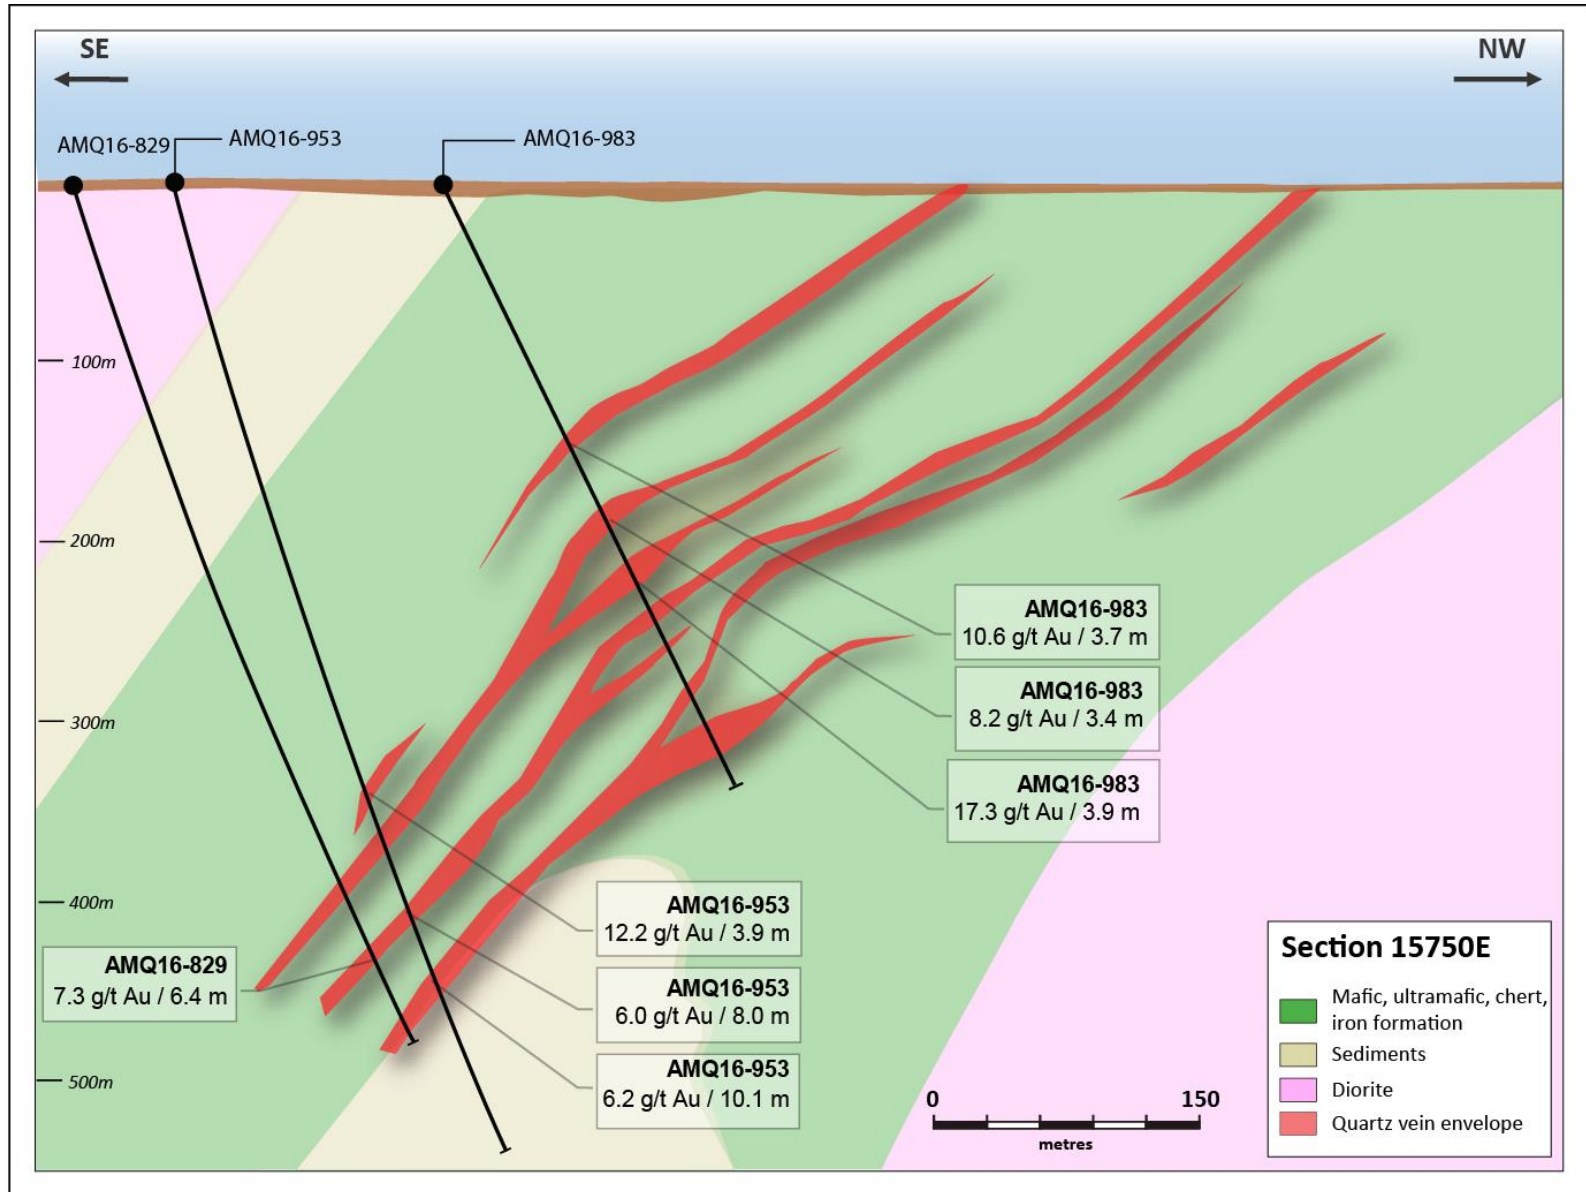 SE
NW
AMQ16-829
AMQ16-953
AMQ16-983
100m
200m
300m
400m
500m
AMQ16-983
10.6 g/t Au / 3.7 m
AMQ16-983
8.2 g/t Au / 3.4 m
AMQ16-983
17.3 g/t Au / 3.9 m
AMQ16-953
12.2 g/t Au / 3.9 m
AMQ16-829
7.3 g/t Au / 6.4 m
AMQ16-953
6.0 g/t Au / 8.0 m
AMQ16-953
6.2 g/t Au / 10.1 m
0
150
metres
Section 15750E
Mafic, ultramafic, chert,
iron formation
Sediments
Diorite
Quartz vein envelope